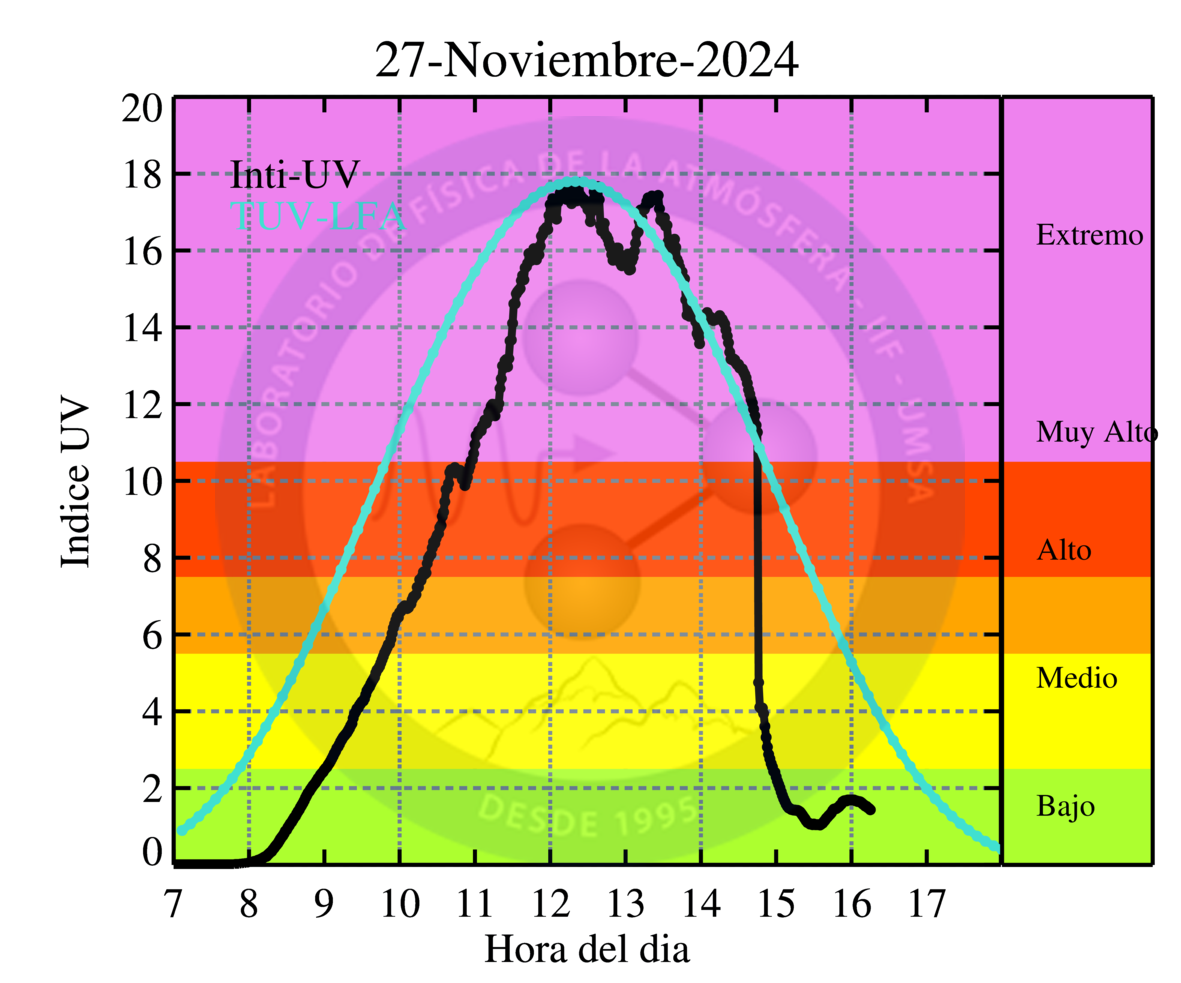 27-Noviembre-2024
20
18
16
14
12
10
8
6
4
2
0
Indice UV
Inti-UV
TUV-LFA
LABORATORIO DE FÍSICA DE LA ATMÓSFERA - IIF - UMSA
DESDE 1995
Extremo
Muy Alto
Alto
Medio
Bajo
7 8 9 10 11 12 13 14 15 16 17
Hora del dia